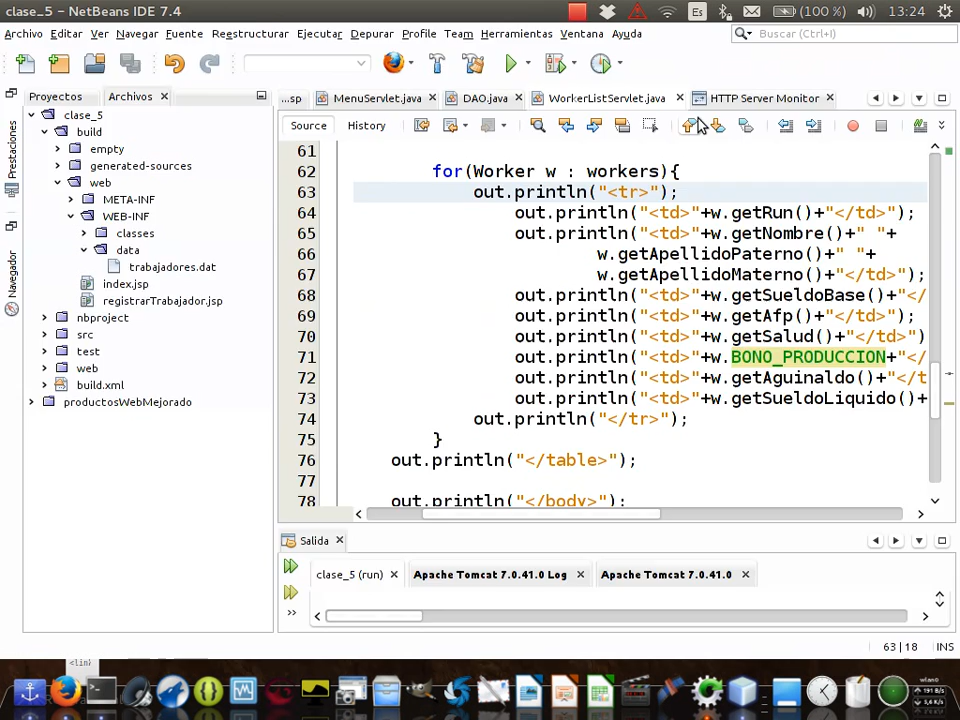 clase_5 - NetBeans IDE 7.4
Es
(100 %)
13:24
Archivo Editar Ver Navegar Fuente Refactorizar Ejecutar Depurar Profile Team Herramientas Ventana Ayuda
Buscar (Ctrl+I)
Proyectos
Archivos
...sp
MenuServlet.java
DAO.java
WorkerListServlet.java
HTTP Server Monitor
Source
History
Prestaciones
Navegador
clase_5
build
empty
generated-sources
web
META-INF
WEB-INF
classes
data
trabajadores.dat
index.jsp
registrarTrabajador.jsp
nbproject
src
test
web
build.xml
productosWebMejorado
61
62 for(Worker w : workers){
63 out.println("<tr>");
64 out.println("<td>"+w.getRun()+"</td>");
65 out.println("<td>"+w.getNombre()+" "+
66 w.getApellidoPaterno()+" "+
67 w.getApellidoMaterno()+"</td>");
68 out.println("<td>"+w.getSueldoBase()+"</
69 out.println("<td>"+w.getAfp()+"</td>");
70 out.println("<td>"+w.getSalud()+"</td>")
71 out.println("<td>"+w.BONO_PRODUCCION+"</
72 out.println("<td>"+w.getAguinaldo()+"</t
73 out.println("<td>"+w.getSueldoLiquido()+
74 out.println("</tr>");
75 }
76 out.println("</table>");
77
78 out.println("</body>");
Salida
clase_5 (run)
Apache Tomcat 7.0.41.0 Log
Apache Tomcat 7.0.41.0
63 | 18
INS
wlan0